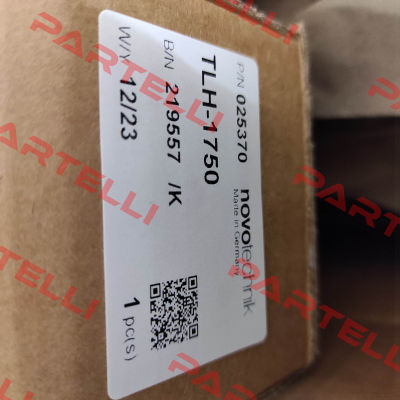 P/N 025370
novotechnik
Made in Germany
TLH-1750
B/N 219557 /K
W/Y 12/23
1 pc(s)
PARTELLI
PARTELLI
PARTELLI
PARTELLI
PARTELLI